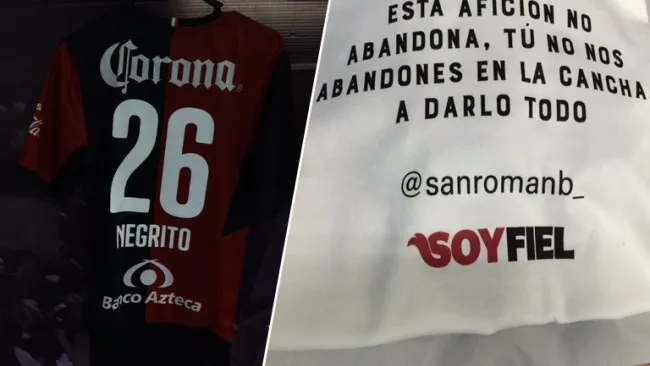 Corona
26
NEGRITO
Banco Azteca
ESTA AFICIÓN NO
ABANDONA, TÚ NO NOS
ABANDONES EN LA CANCHA
A DARLO TODO
@sanromanb_
SOYFIEL